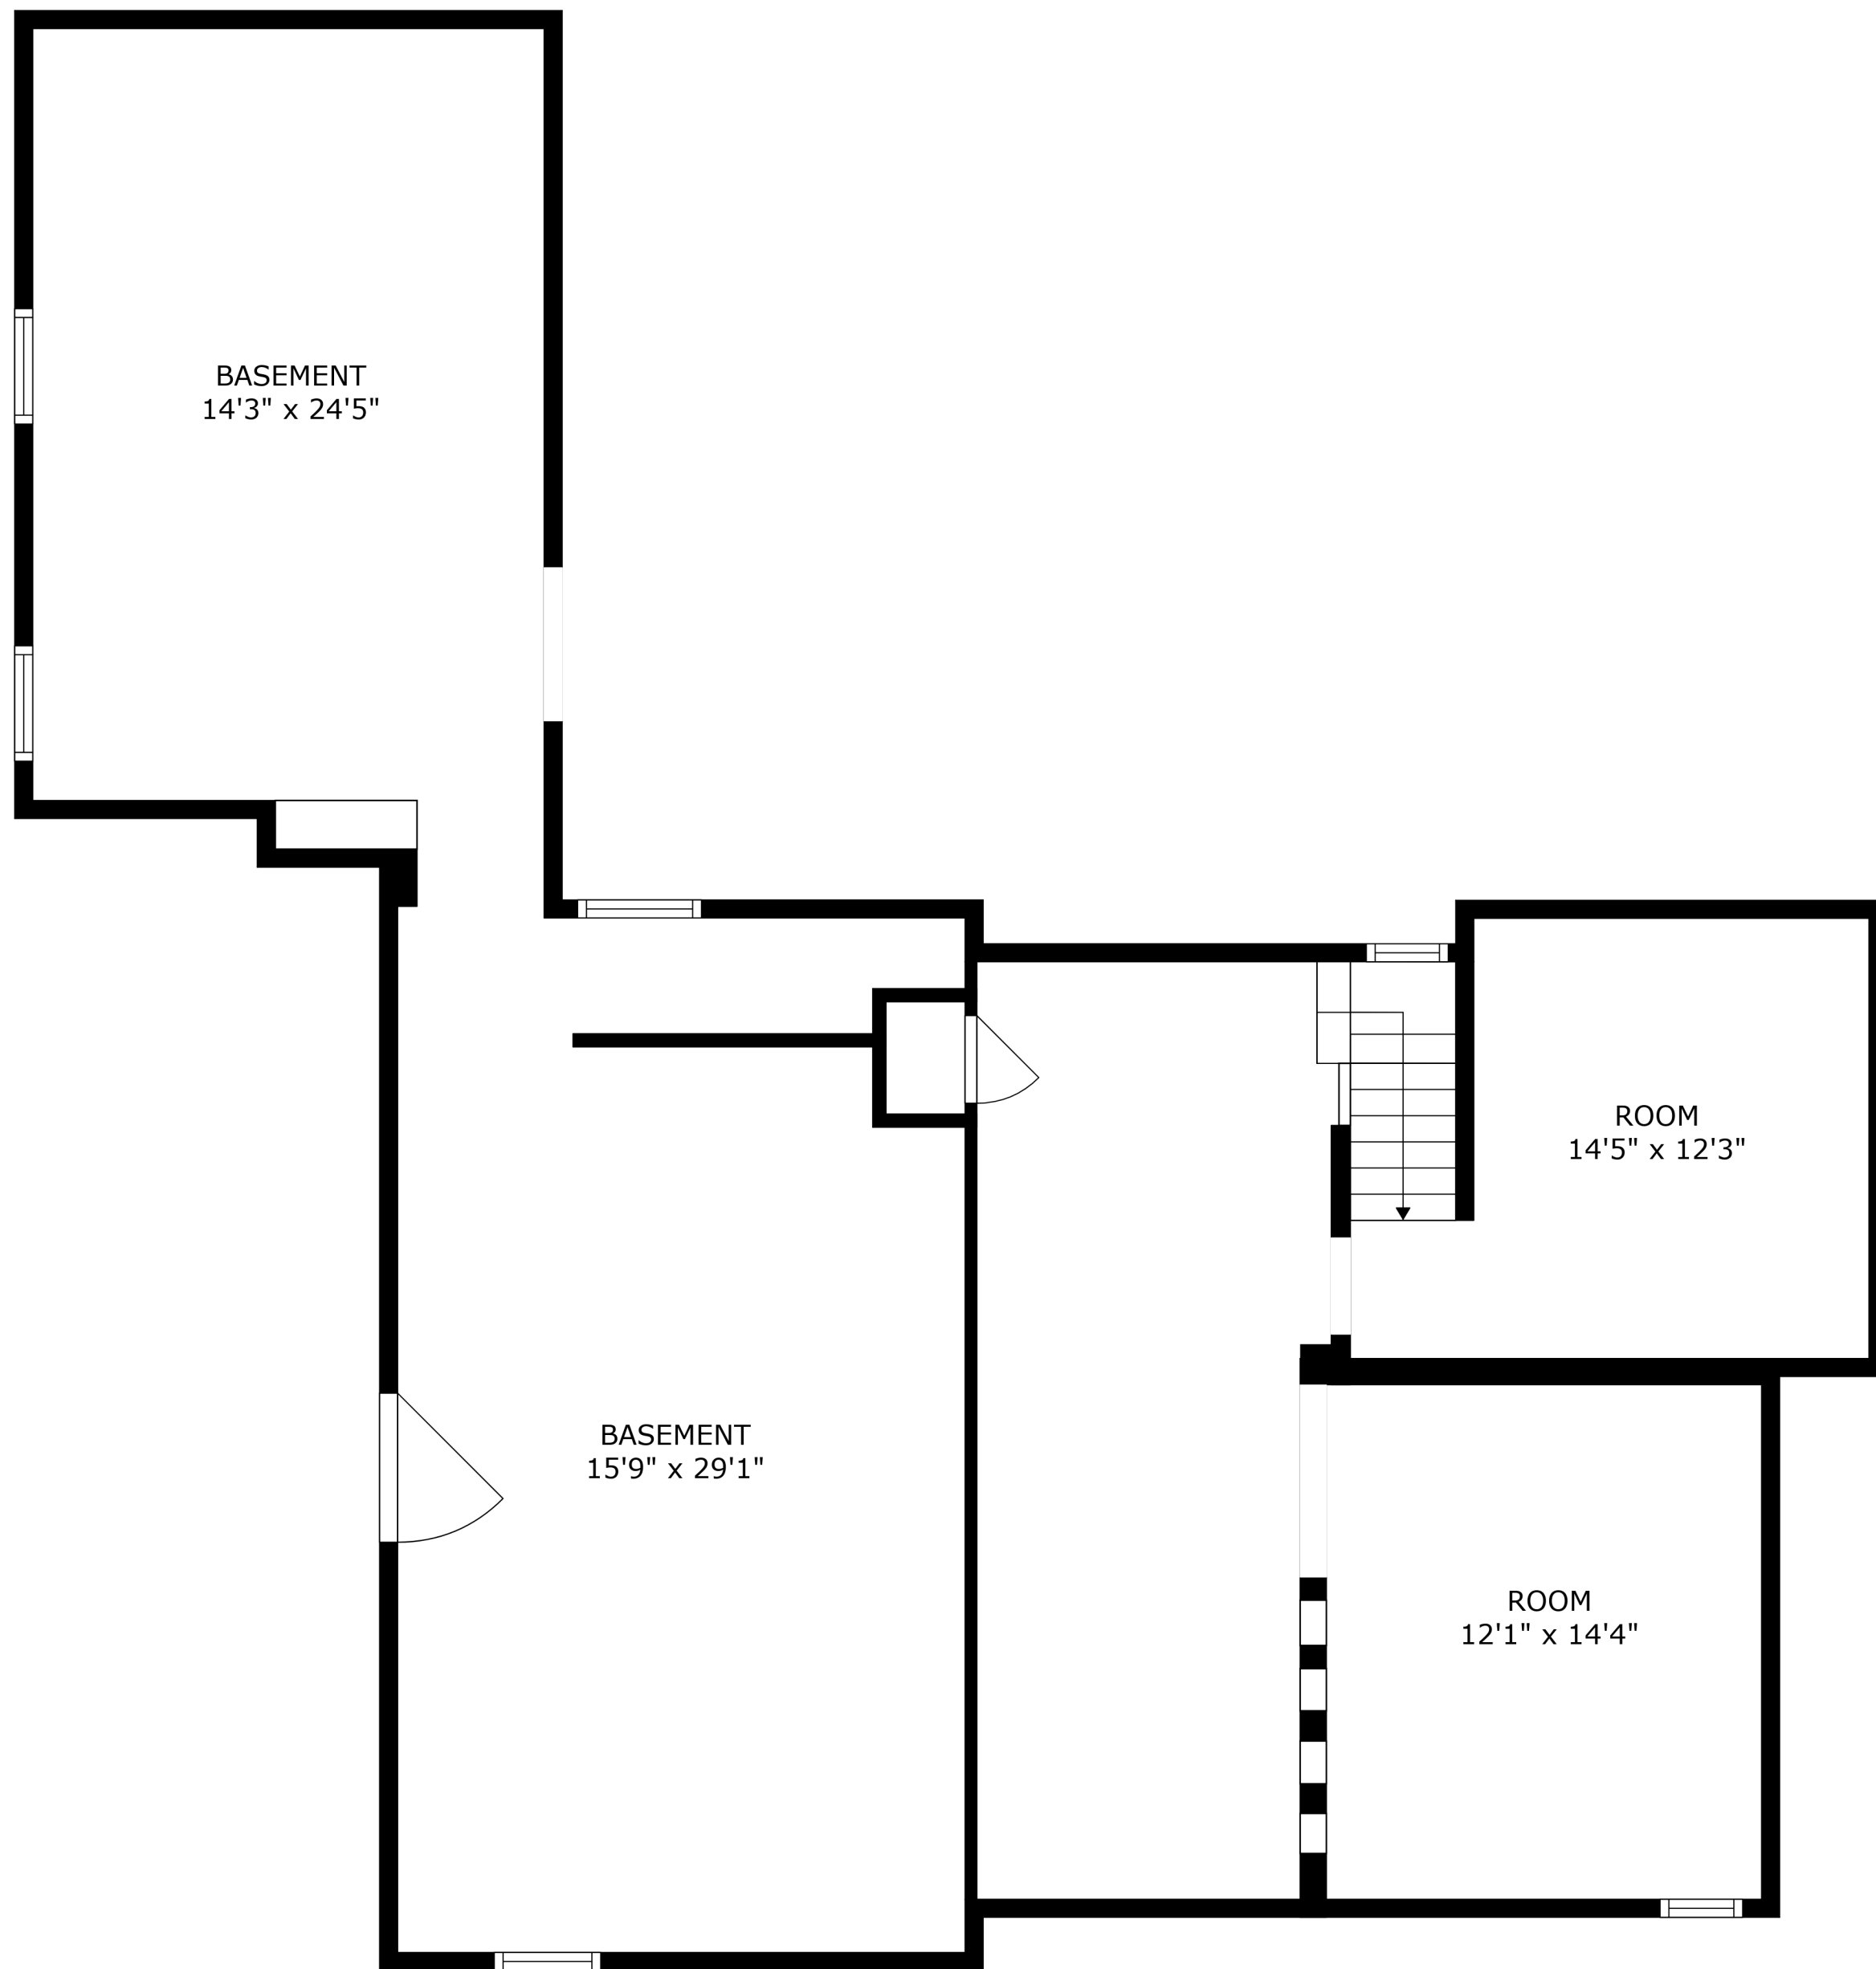 BASEMENT
14'3" x 24'5"
ROOM
14'5" x 12'3"
BASEMENT
15'9" x 29'1"
ROOM
12'1" x 14'4"